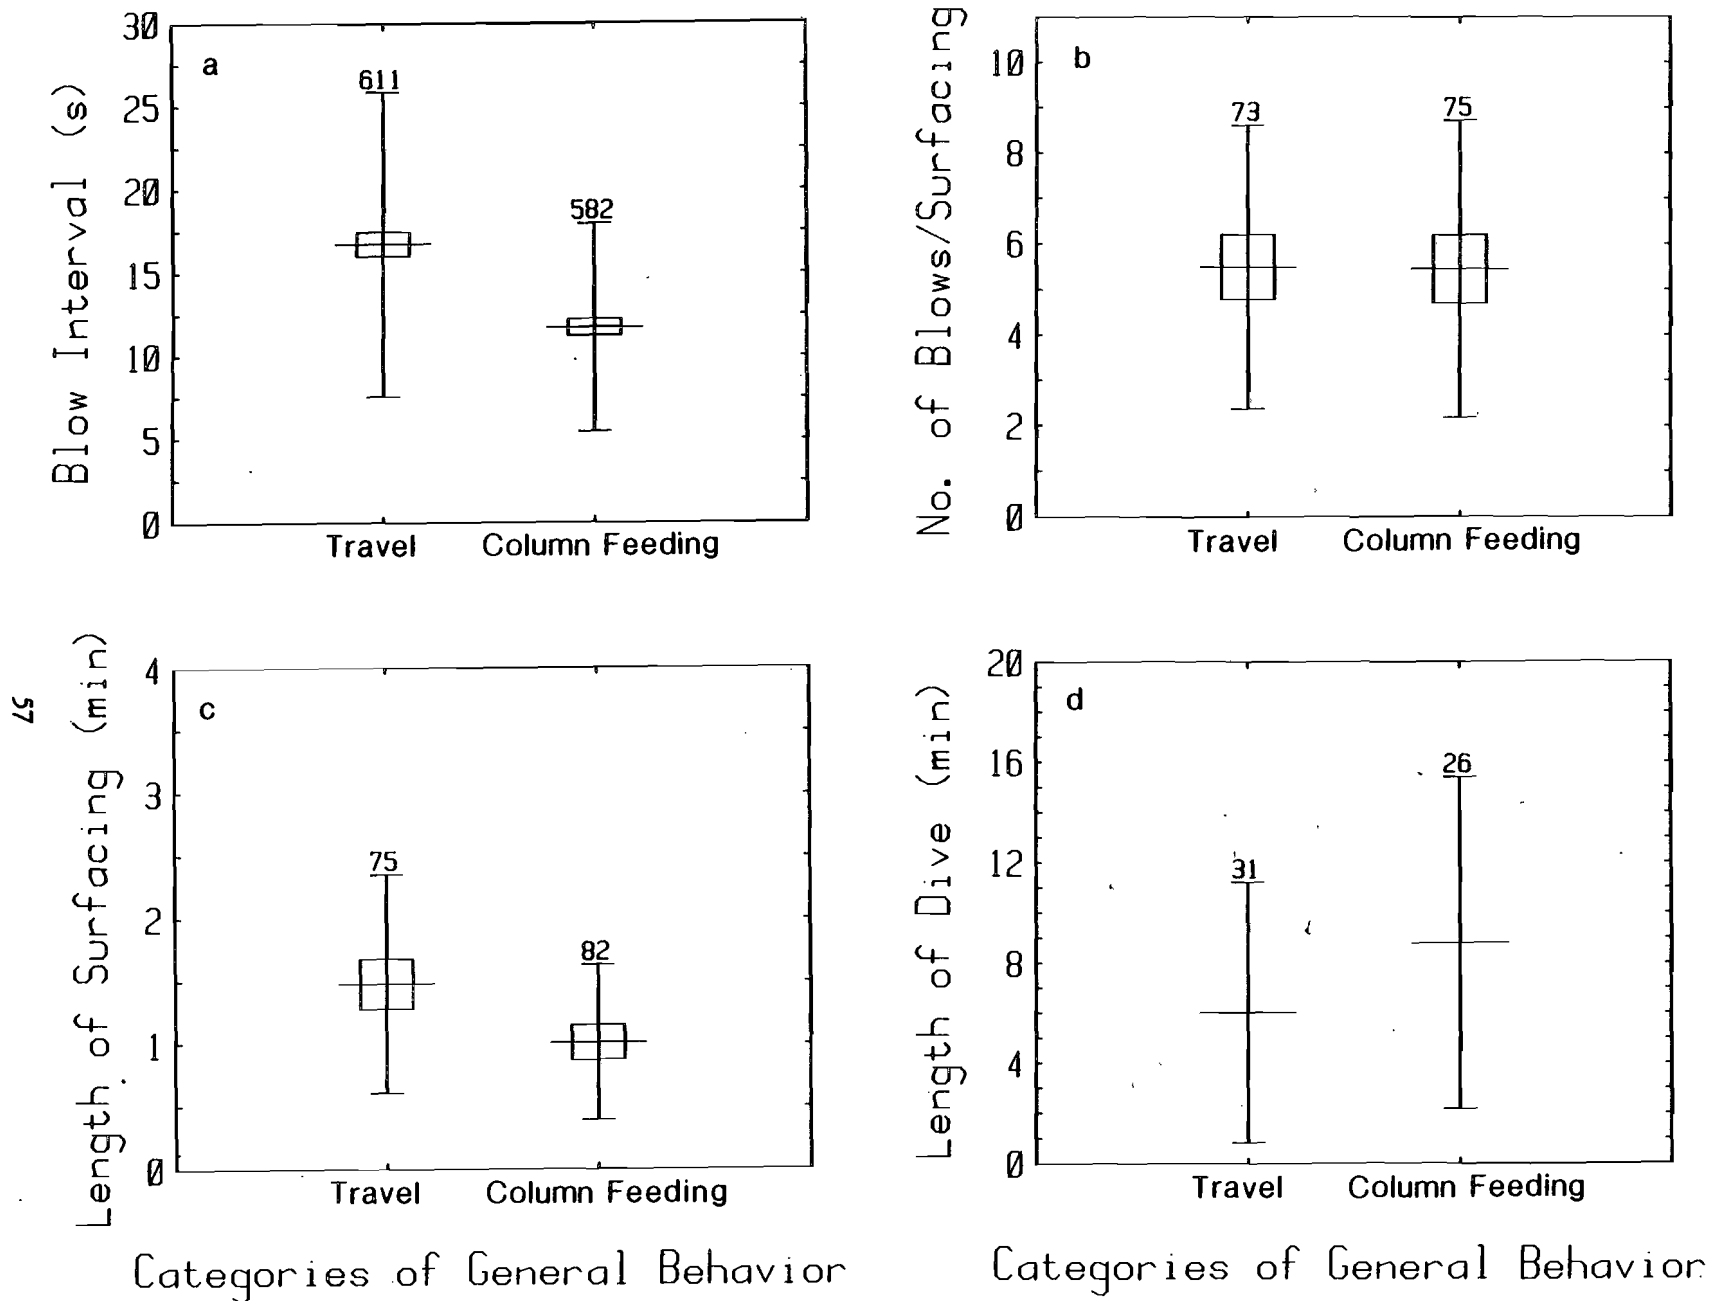 a
Blow Interval (s)
30
25
20
15
10
5
0
611
582
Travel Column Feeding
b
No. of Blows/Surfacing
10
8
6
4
2
0
73
75
Travel Column Feeding
57
c
Length of Surfacing (min)
4
3
2
1
0
75
82
Travel Column Feeding
Categories of General Behavior
d
Length of Dive (min)
20
16
12
8
4
0
31
26
Travel Column Feeding
Categories of General Behavior